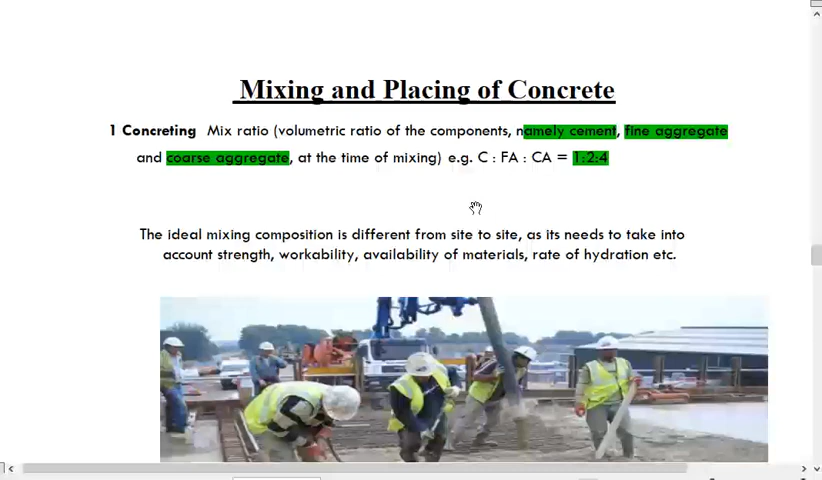 Mixing and Placing of Concrete
1 Concreting Mix ratio (volumetric ratio of the components, namely cement, fine aggregate
and coarse aggregate, at the time of mixing) e.g. C : FA : CA = 1:2:4
The ideal mixing composition is different from site to site, as its needs to take into
account strength, workability, availability of materials, rate of hydration etc.